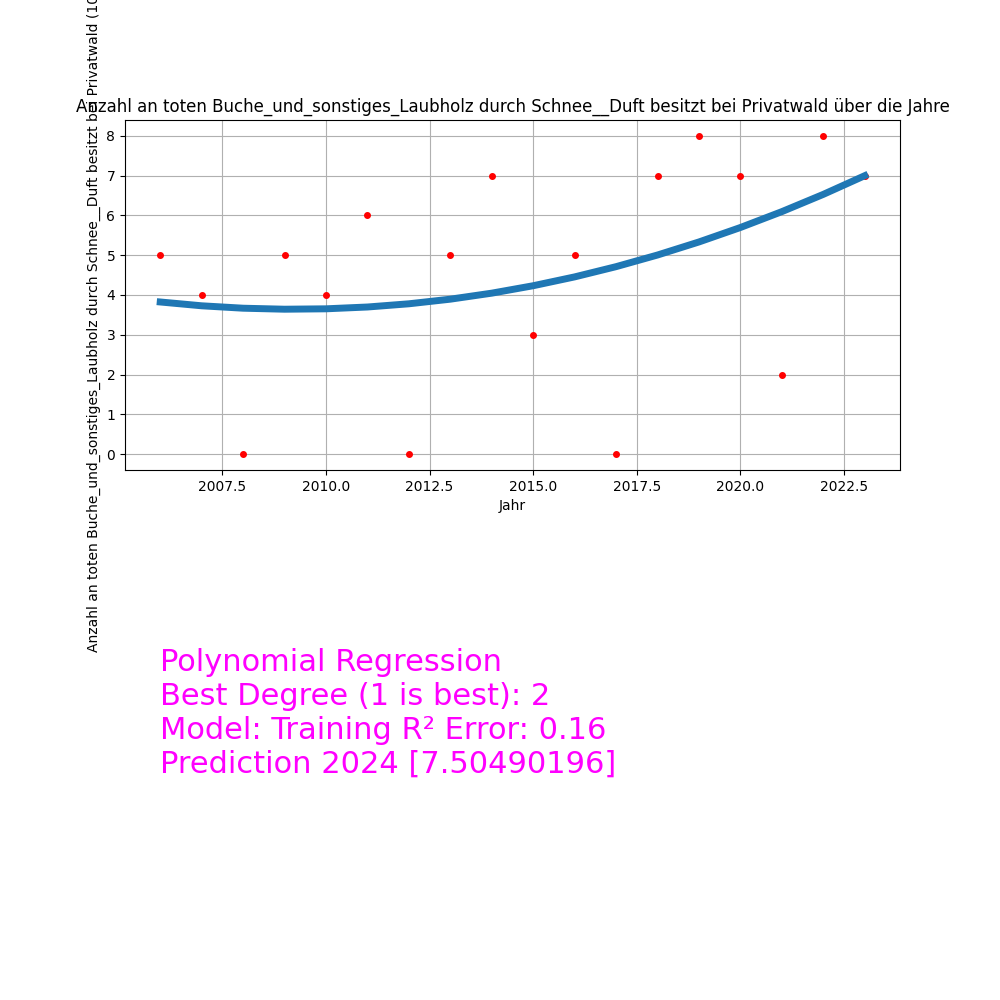 Anzahl an toten Buche_und_sonstiges_Laubholz durch Schnee__Duft besitzt bei Privatwald über die Jahre
Anzahl an toten Buche_und_sonstiges_Laubholz durch Schnee__Duft besitzt bei Privatwald (10
8
7
6
5
4
3
2
1
0
2007.5 2010.0 2012.5 2015.0 2017.5 2020.0 2022.5
Jahr
Polynomial Regression
Best Degree (1 is best): 2
Model: Training R² Error: 0.16
Prediction 2024 [7.50490196]